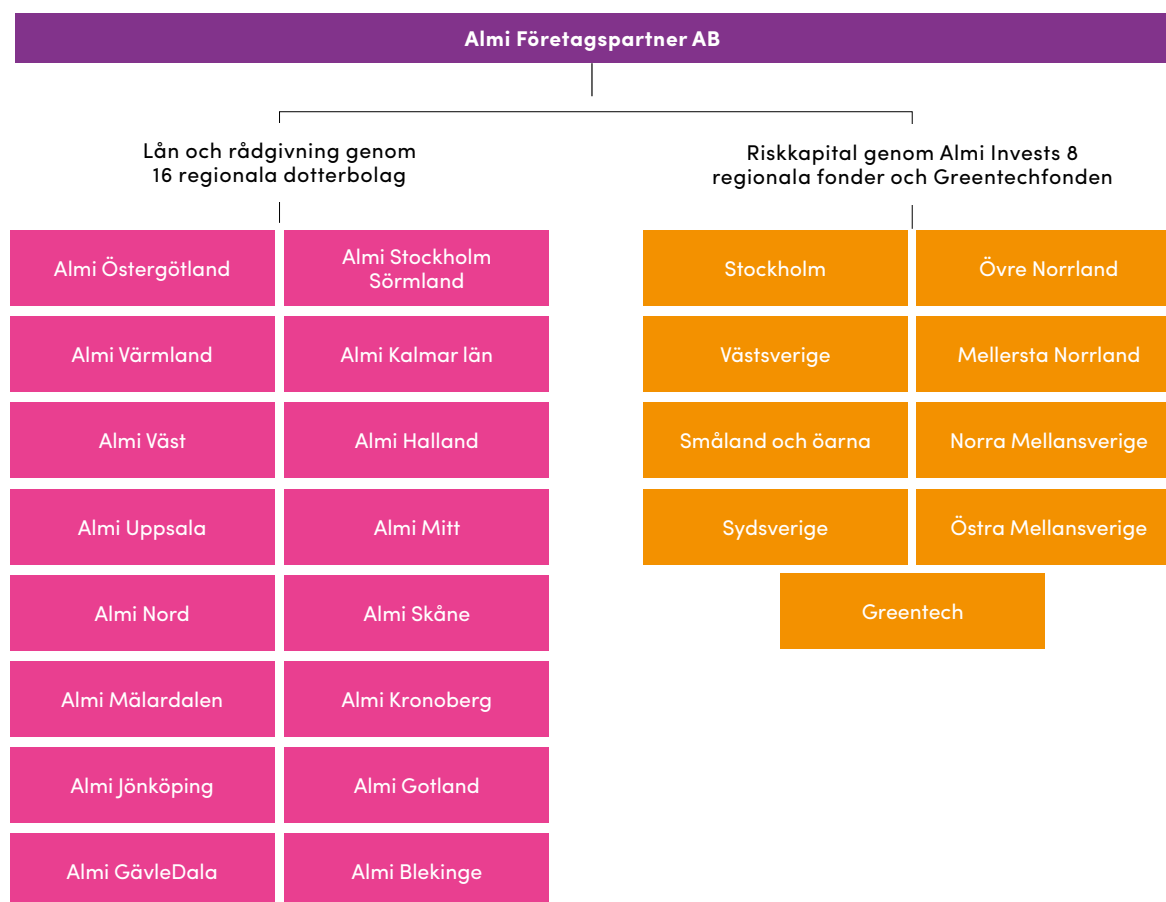 Almi Företagspartner AB
Lån och rådgivning genom
16 regionala dotterbolag
Almi Östergötland
Almi Stockholm
Sörmland
Almi Värmland
Almi Kalmar län
Almi Väst
Almi Halland
Almi Uppsala
Almi Mitt
Almi Nord
Almi Skåne
Almi Mälardalen
Almi Kronoberg
Almi Jönköping
Almi Gotland
Almi GävleDala
Almi Blekinge
Riskkapital genom Almi Invests 8
regionala fonder och Greentechfonden
Stockholm
Övre Norrland
Västsverige
Mellersta Norrland
Småland och öarna
Norra Mellansverige
Sydsverige
Östra Mellansverige
Greentech